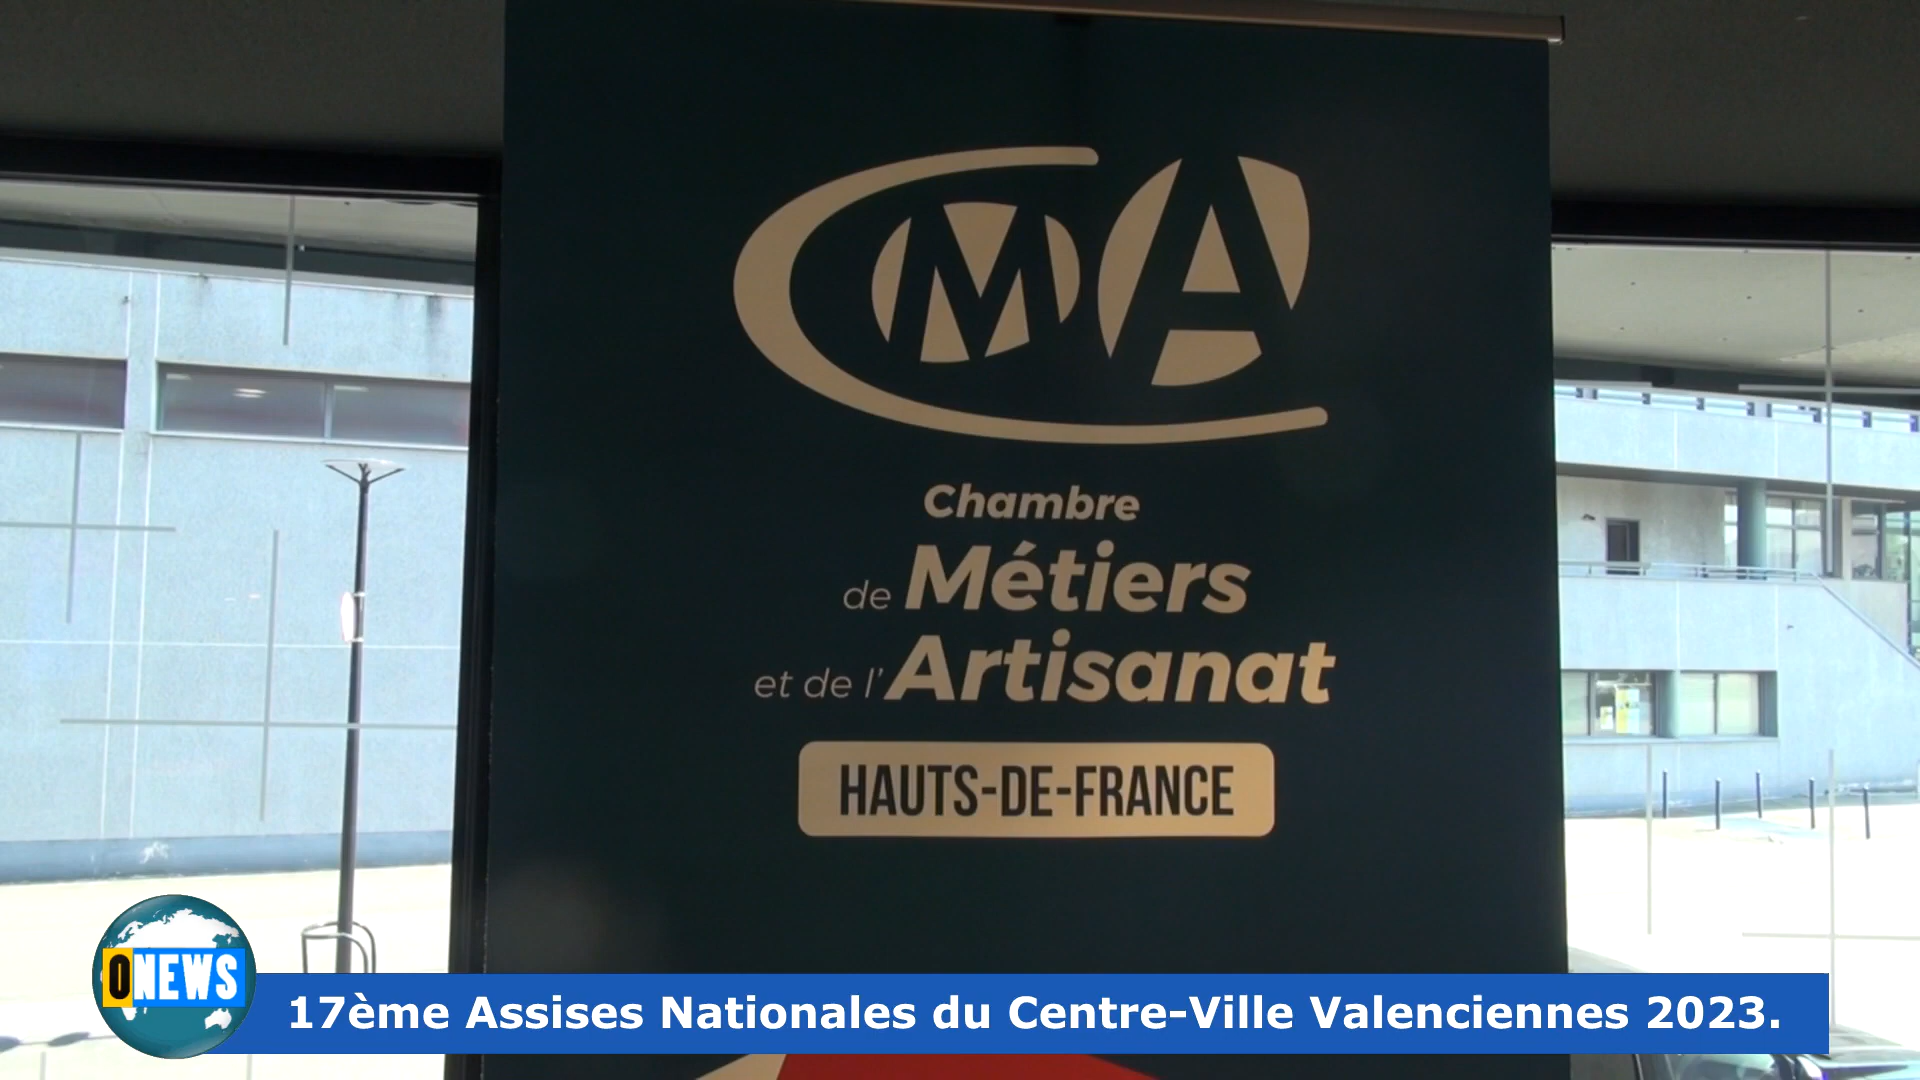 CMA
Chambre
de Métiers
et de l'Artisanat
HAUTS-DE-FRANCE
ONEWS
17ème Assises Nationales du Centre-Ville Valenciennes 2023.